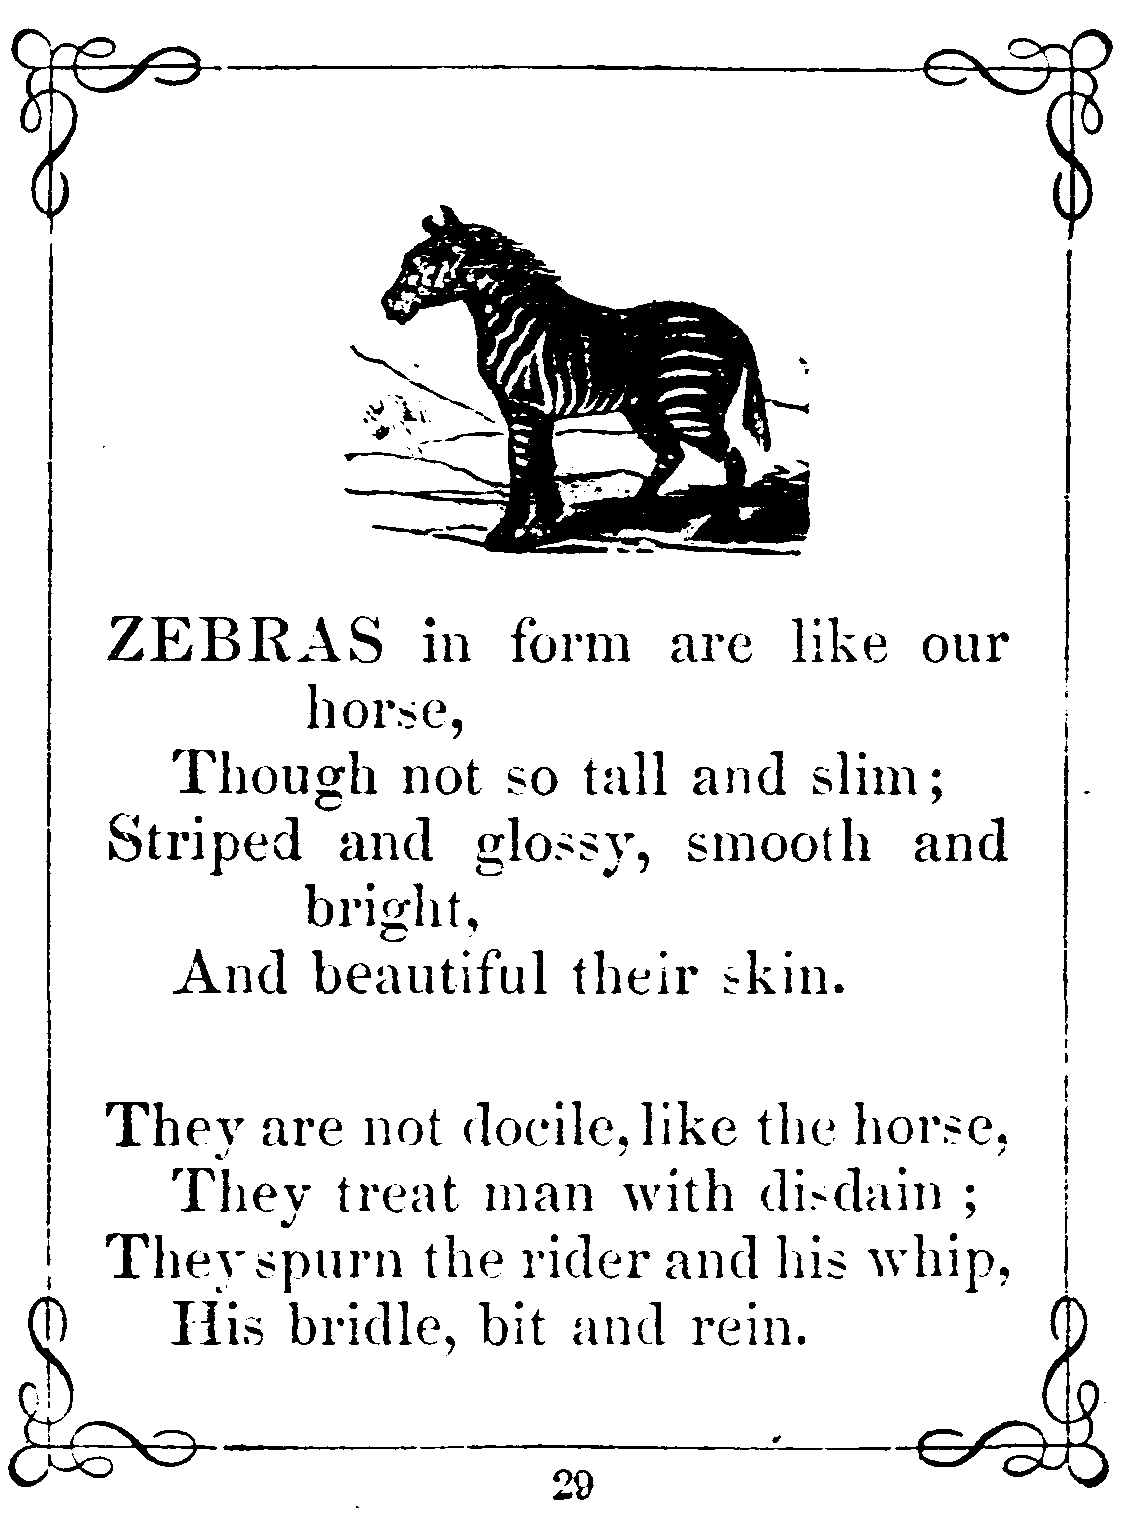 ZEBRAS in form are like our
horse,
Though not so tall and slim;
Striped and glossy, smooth and
bright,
And beautiful their skin.
They are not docile, like the horse,
They treat man with disdain ;
They spurn the rider and his whip,
His bridle, bit and rein.
29